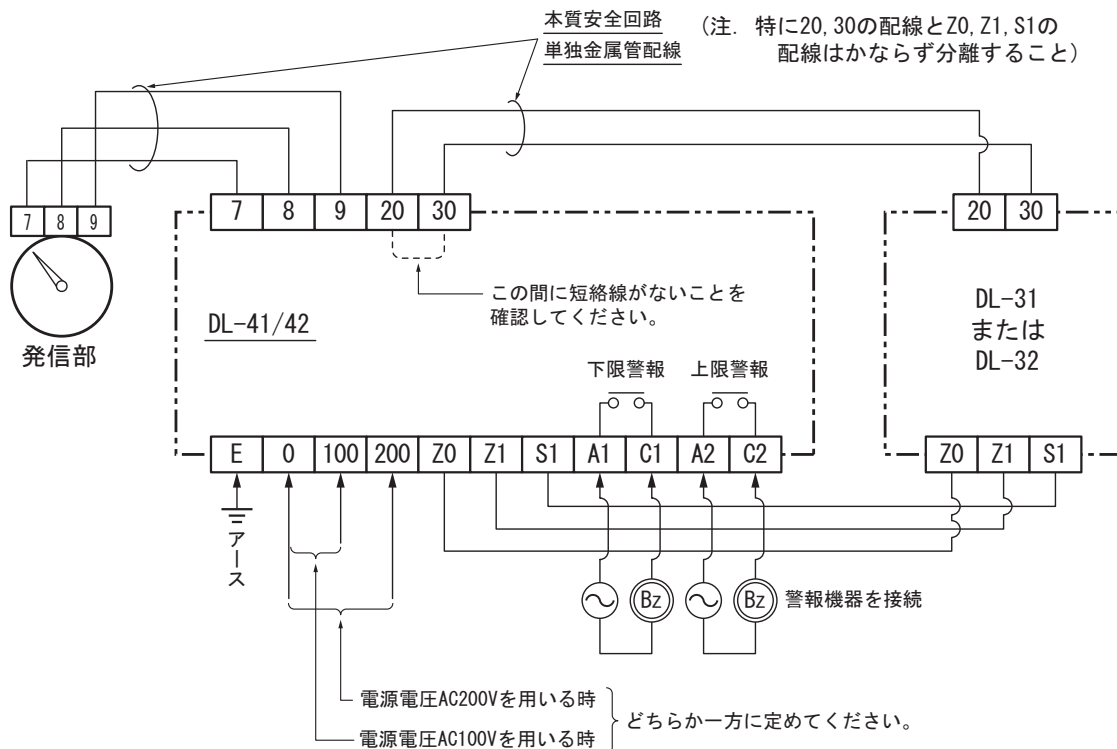 本質安全回路
単独金属管配線
(注. 特に20,30の配線とZ0,Z1,S1の
配線はかならず分離すること)
7 8 9
発信部
7 8 9 20 30
20 30
この間に短絡線がないことを
確認してください。
DL-41/42
DL-31
または
DL-32
下限警報
上限警報
E 0 100 200 Z0 Z1 S1 A1 C1 A2 C2
Z0 Z1 S1
アース
Bz
Bz
警報機器を接続
電源電圧AC200Vを用いる時
電源電圧AC100Vを用いる時
どちらか一方に定めてください。